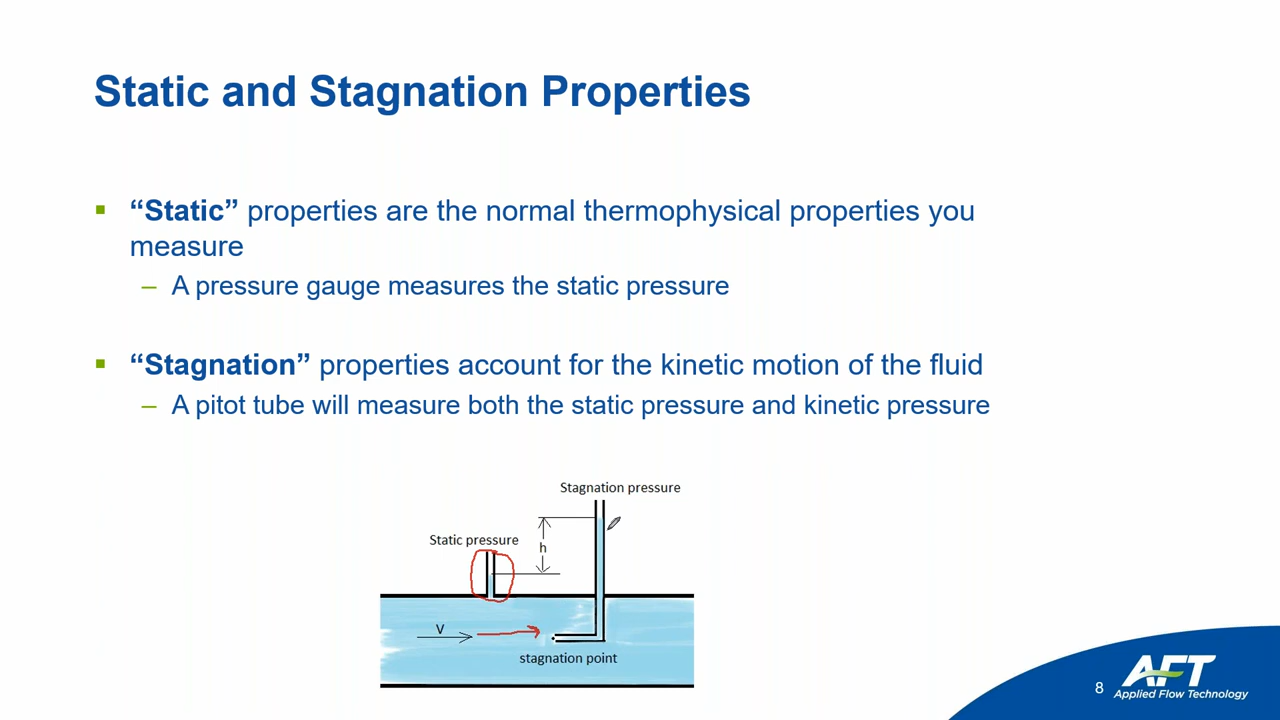 Static and Stagnation Properties
“Static” properties are the normal thermophysical properties you
measure
– A pressure gauge measures the static pressure
“Stagnation” properties account for the kinetic motion of the fluid
– A pitot tube will measure both the static pressure and kinetic pressure
Stagnation pressure
Static pressure
h
V
stagnation point
8
AFT
Applied Flow Technology